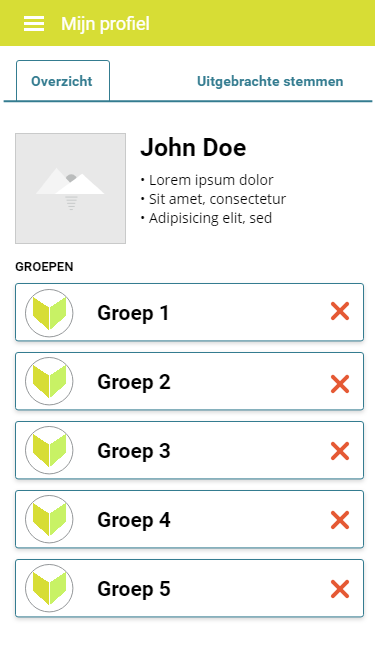 Mijn profiel
Overzicht
Uitgebrachte stemmen
John Doe
• Lorem ipsum dolor
• Sit amet, consectetur
• Adipisicing elit, sed
GROEPEN
Groep 1
Groep 2
Groep 3
Groep 4
Groep 5